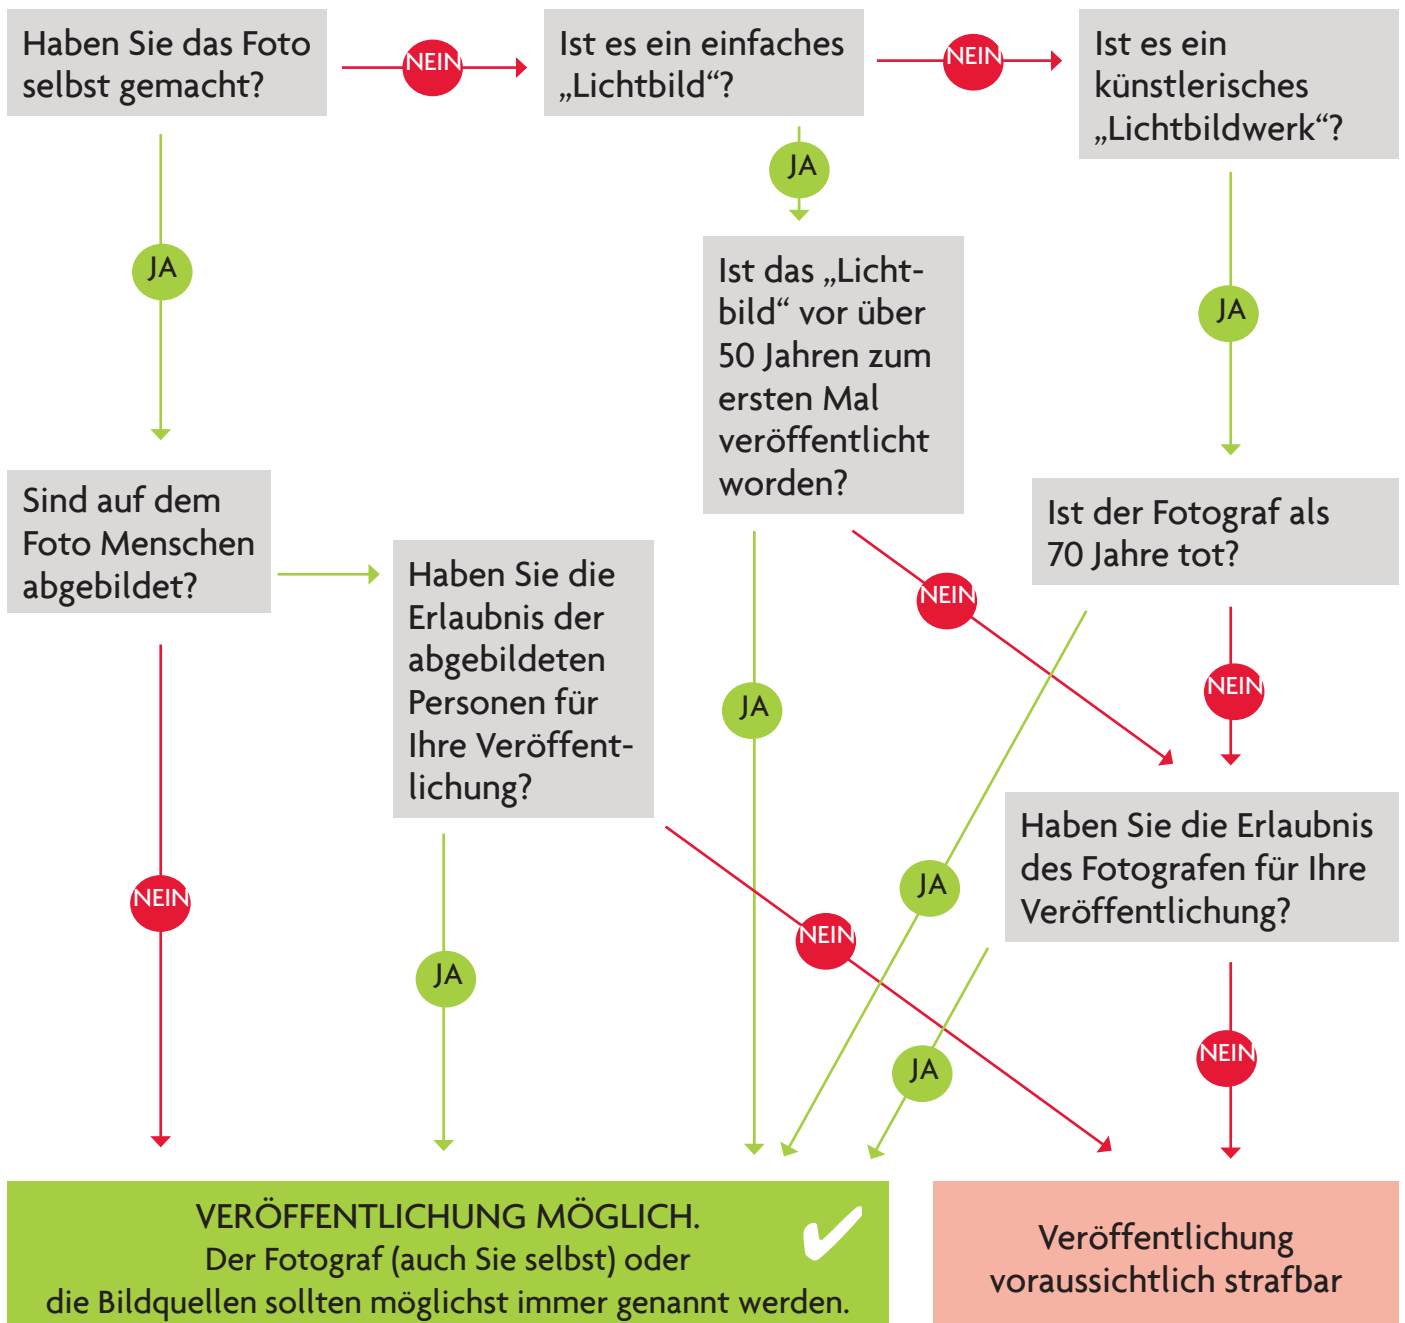 Haben Sie das Foto
selbst gemacht?
NEIN
Ist es ein einfaches
„Lichtbild“?
NEIN
Ist es ein
künstlerisches
„Lichtbildwerk“?
JA
JA
JA
Ist das „Licht-
bild“ vor über
50 Jahren zum
ersten Mal
veröffentlicht
worden?
Sind auf dem
Foto Menschen
abgebildet?
Haben Sie die
Erlaubnis der
abgebildeten
Personen für
Ihre Veröffent-
lichung?
Ist der Fotograf als
70 Jahre tot?
NEIN
NEIN
JA
Haben Sie die Erlaubnis
des Fotografen für Ihre
Veröffentlichung?
NEIN
JA
NEIN
JA
JA
NEIN
VERÖFFENTLICHUNG MÖGLICH.
Der Fotograf (auch Sie selbst) oder
die Bildquellen sollten möglichst immer genannt werden.
Veröffentlichung
voraussichtlich strafbar